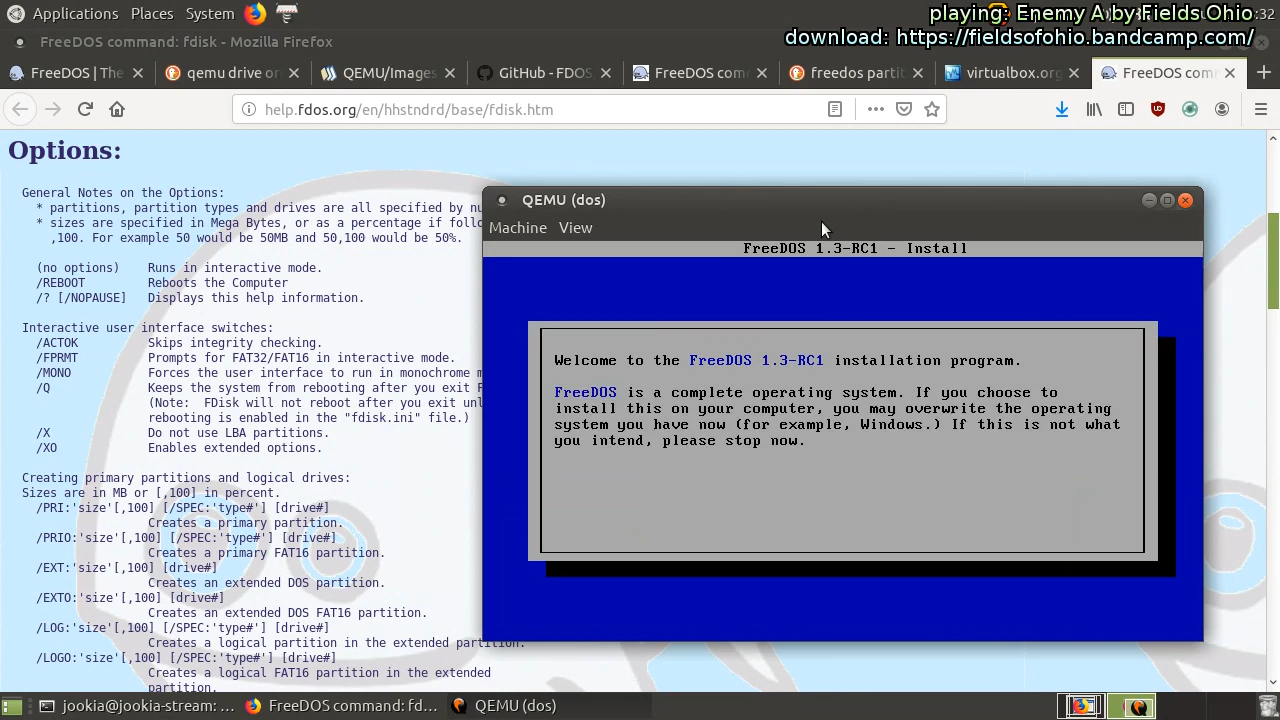 Applications Places System
playing: Enemy A by Fields Ohio
:32
download: https://fieldsofohio.bandcamp.com/
FreeDOS command: fdisk - Mozilla Firefox
FreeDOS | The
qemu drive or
QEMU/Images
GitHub - FDOS,
FreeDOS com
freedos partit
virtualbox.org
FreeDOS com
help.fdos.org/en/hhstndrd/base/fdisk.htm
Options:
General Notes on the Options:
* partitions, partition types and drives are all specified by nu
* sizes are specified in Mega Bytes, or as a percentage if follo
,100. For example 50 would be 50MB and 50,100 would be 50%.
(no options) Runs in interactive mode.
/REBOOT Reboots the Computer
/? [/NOPAUSE] Displays this help information.
Interactive user interface switches:
/ACTOK Skips integrity checking.
/FPRMT Prompts for FAT32/FAT16 in interactive mode.
/MONO Forces the user interface to run in monochrome m
/Q Keeps the system from rebooting after you exit F
(Note: FDisk will not reboot after you exit unl
rebooting is enabled in the "fdisk.ini" file.)
/X Do not use LBA partitions.
/XO Enables extended options.
Creating primary partitions and logical drives:
Sizes are in MB or [,100] in percent.
/PRI:'size'[,100] [/SPEC:'type#'] [drive#]
Creates a primary partition.
/PRIO:'size'[,100] [/SPEC:'type#'] [drive#]
Creates a primary FAT16 partition.
/EXT:'size'[,100] [drive#]
Creates an extended DOS partition.
/EXTO:'size'[,100] [drive#]
Creates an extended DOS FAT16 partition.
/LOG:'size'[,100] [/SPEC:'type#'] [drive#]
Creates a logical partition in the extended partition.
/LOGO:'size'[,100] [/SPEC:'type#'] [drive#]
Creates a logical FAT16 partition in the extended
partition.
QEMU (dos)
Machine View
FreeDOS 1.3-RC1 - Install
Welcome to the FreeDOS 1.3-RC1 installation program.
FreeDOS is a complete operating system. If you choose to
install this on your computer, you may overwrite the operating
system you have now (for example, Windows.) If this is not what
you intend, please stop now.
jookia@jookia-stream: ...
FreeDOS command: fd...
QEMU (dos)